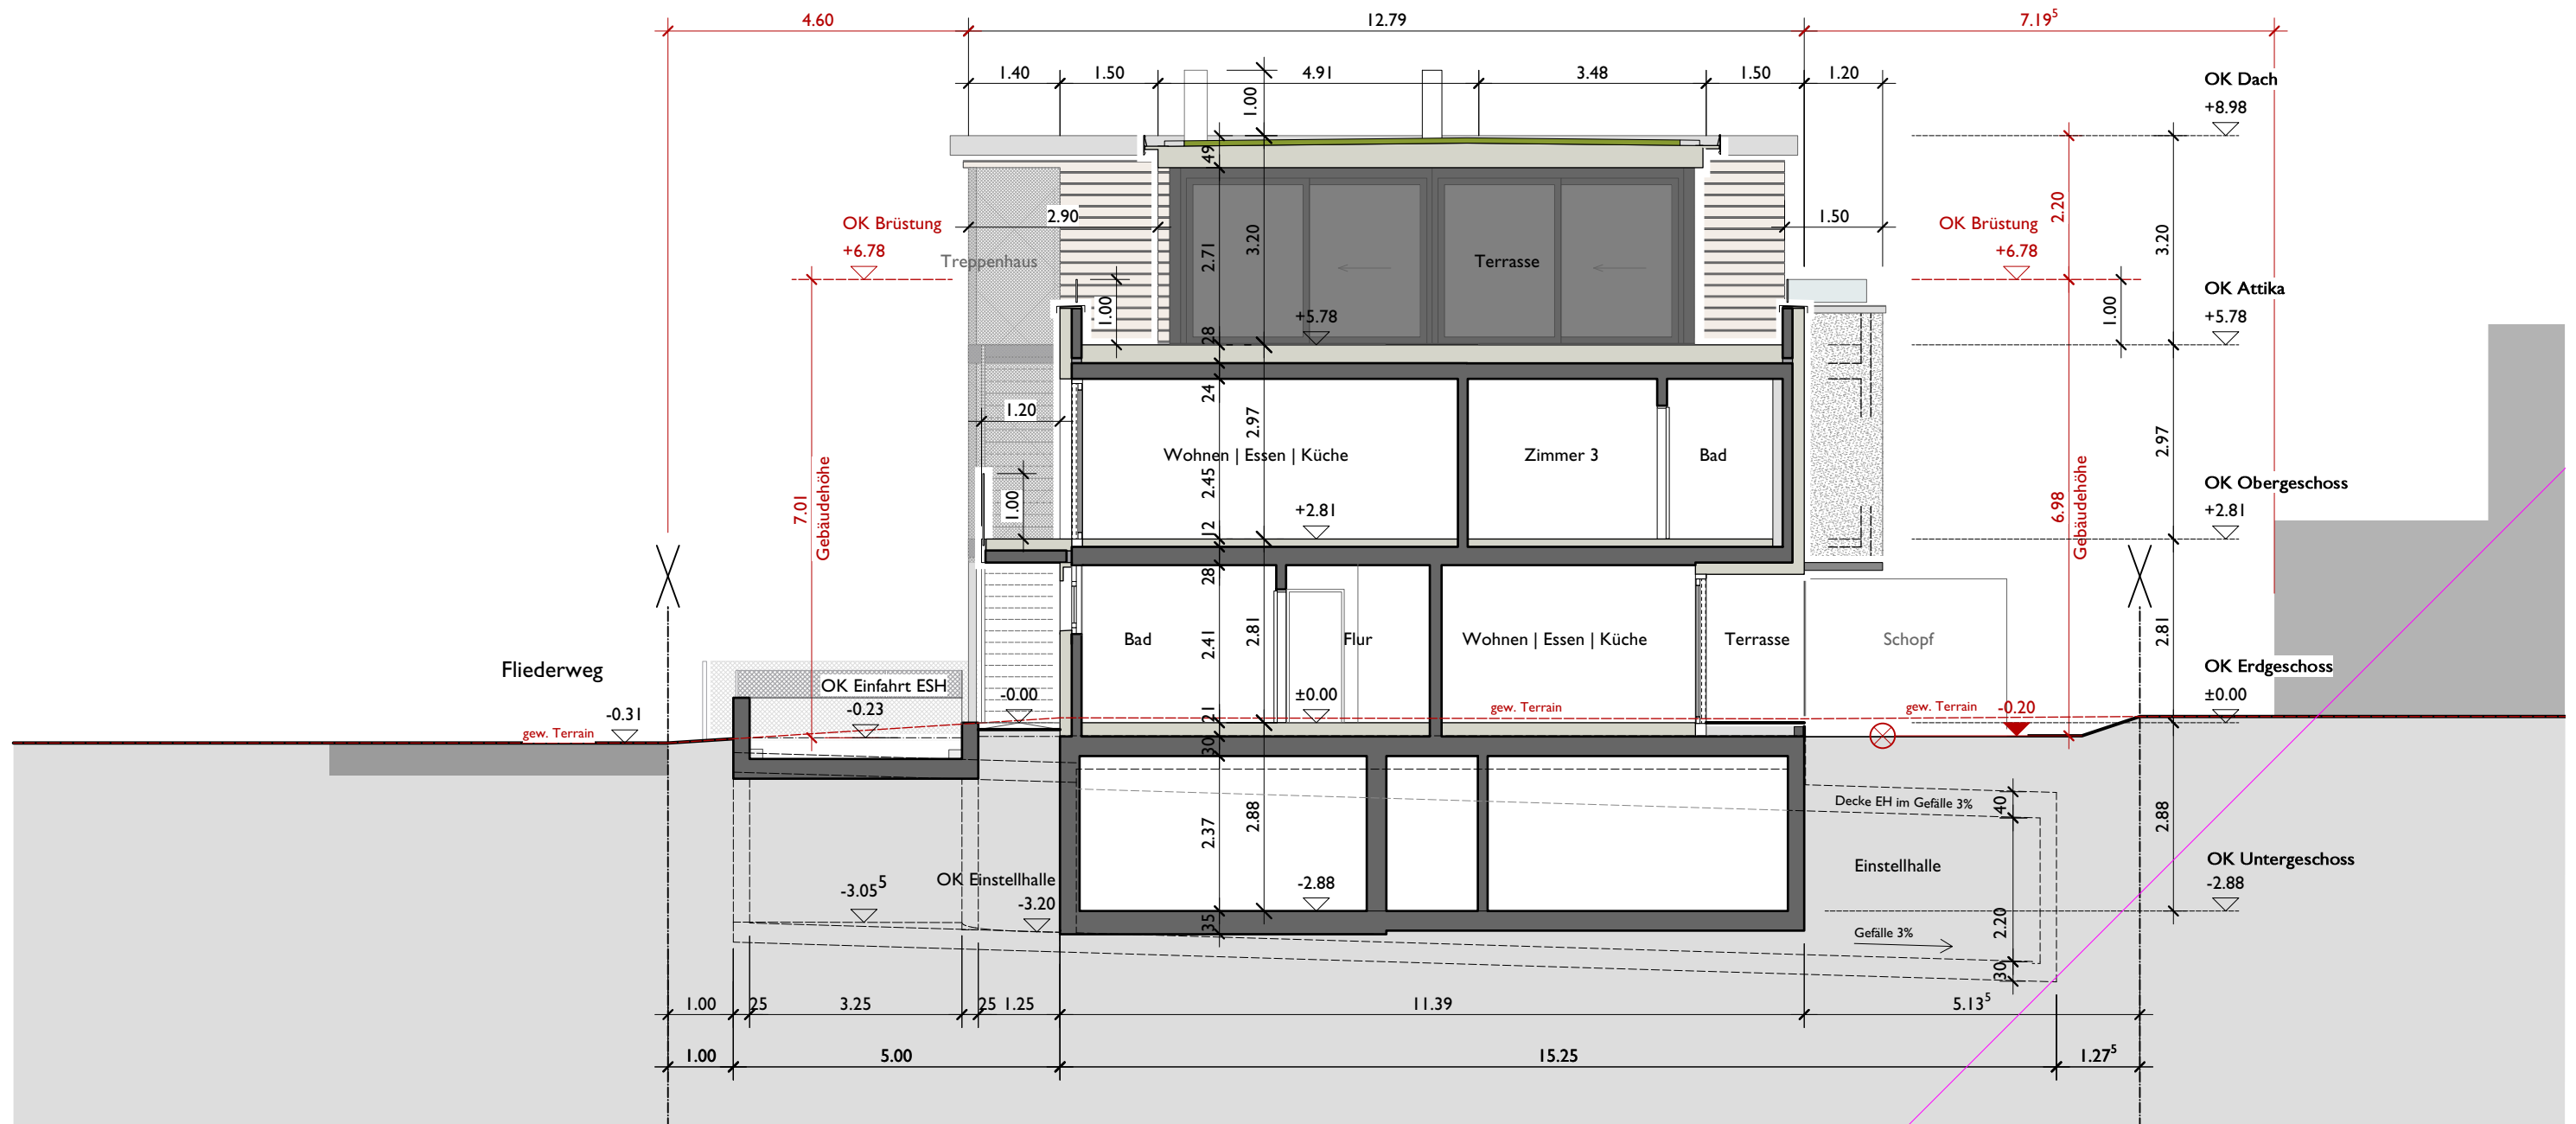 4.60
12.79
7.19⁵
1.40
1.50
4.91
3.48
1.50
1.20
OK Dach
+8.98
1.00
49
2.90
1.50
2.20
OK Brüstung
+6.78
OK Brüstung
+6.78
Treppenhaus
2.71
3.20
Terrasse
3.20
OK Attika
+5.78
1.00
+5.78
28
1.00
24
1.20
2.97
2.97
Wohnen | Essen | Küche
Zimmer 3
Bad
2.45
OK Obergeschoss
+2.81
7.01
Gebäudehöhe
1.00
+2.81
12
6.98
Gebäudehöhe
28
Bad
2.41
2.81
Flur
Wohnen | Essen | Küche
Terrasse
Schopf
2.81
Fliederweg
OK Erdgeschoss
±0.00
OK Einfahrt ESH
-0.23
-0.00
±0.00
-0.31
gew. Terrain
21
gew. Terrain
gew. Terrain
-0.20
30
Decke EH im Gefälle 3%
40
2.37
2.88
2.88
OK Untergeschoss
-2.88
Einstellhalle
OK Einstellhalle
-3.20
-3.05⁵
-2.88
35
Gefälle 3%
2.20
30
1.00
25
3.25
25
1.25
11.39
5.13⁵
1.00
5.00
15.25
1.27⁵